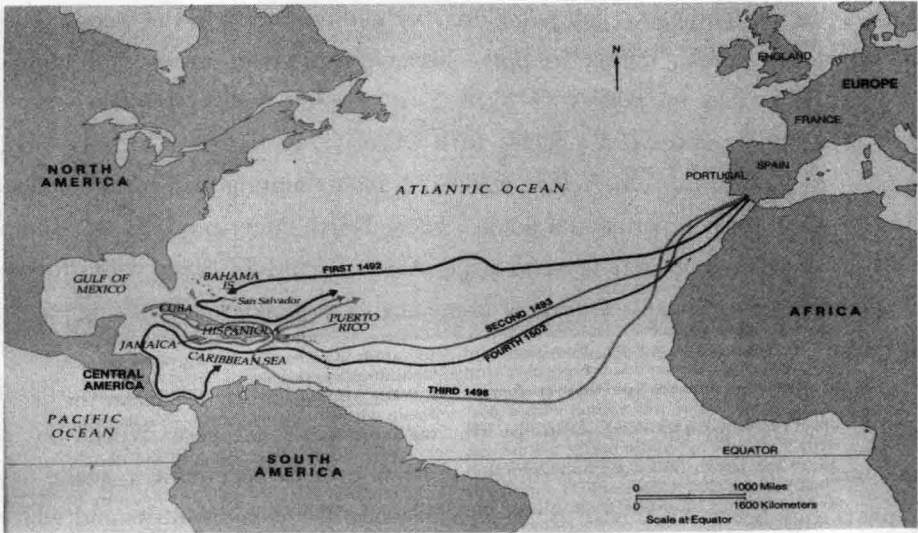 N
ENGLAND
EUROPE
FRANCE
NORTH
AMERICA
PORTUGAL
SPAIN
ATLANTIC OCEAN
GULF OF
MEXICO
BAHAMA
IS.
FIRST 1492
San Salvador
CUBA
HISPANIOLA
PUERTO
RICO
SECOND 1493
AFRICA
JAMAICA
CARIBBEAN SEA
FOURTH 1502
CENTRAL
AMERICA
THIRD 1498
PACIFIC
OCEAN
SOUTH
AMERICA
EQUATOR
0 1000 Miles
0 1600 Kilometers
Scale at Equator